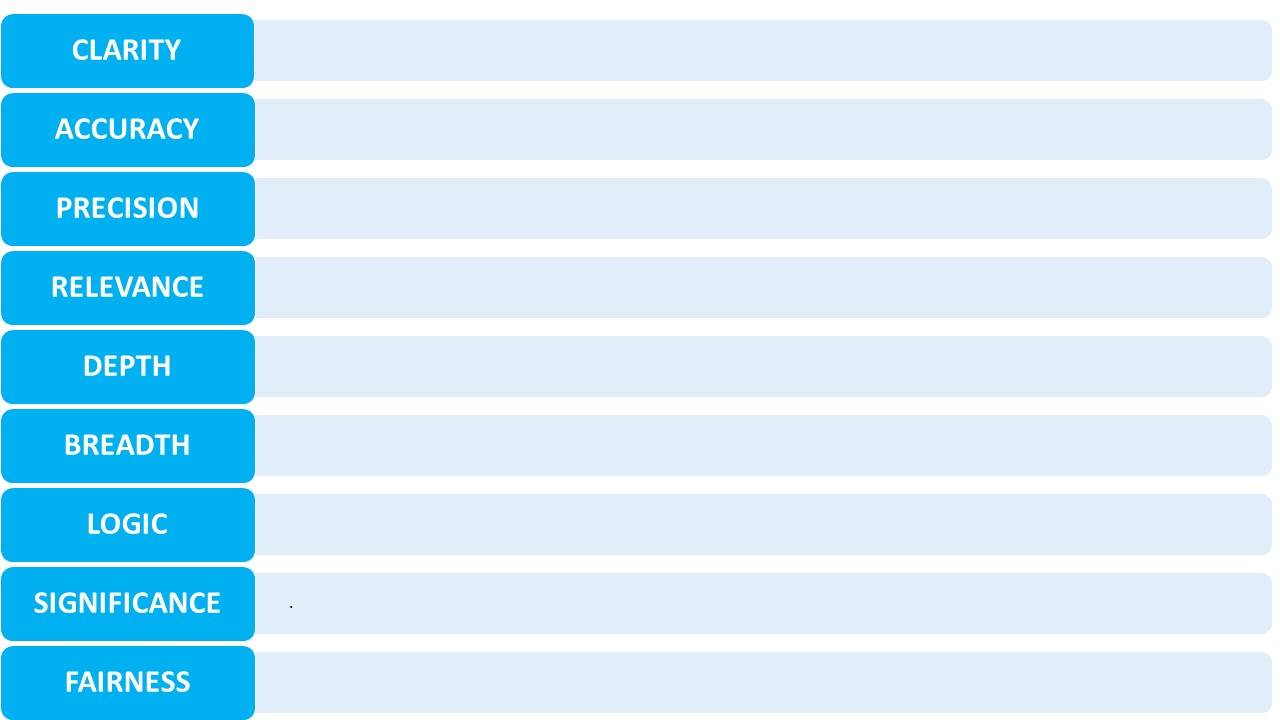 CLARITY
ACCURACY
PRECISION
RELEVANCE
DEPTH
BREADTH
LOGIC
SIGNIFICANCE
.
FAIRNESS